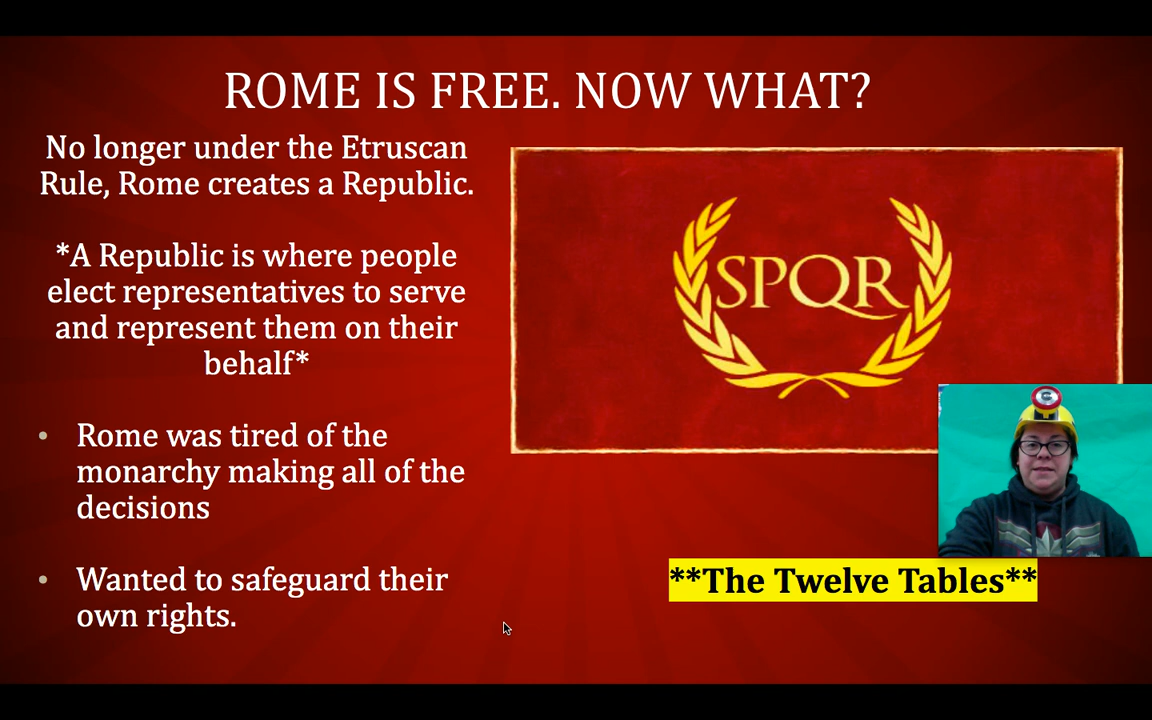 ROME IS FREE. NOW WHAT?
No longer under the Etruscan
Rule, Rome creates a Republic.
*A Republic is where people
elect representatives to serve
and represent them on their
behalf*
• Rome was tired of the
monarchy making all of the
decisions
• Wanted to safeguard their
own rights.
SPQR
C
**The Twelve Tables**